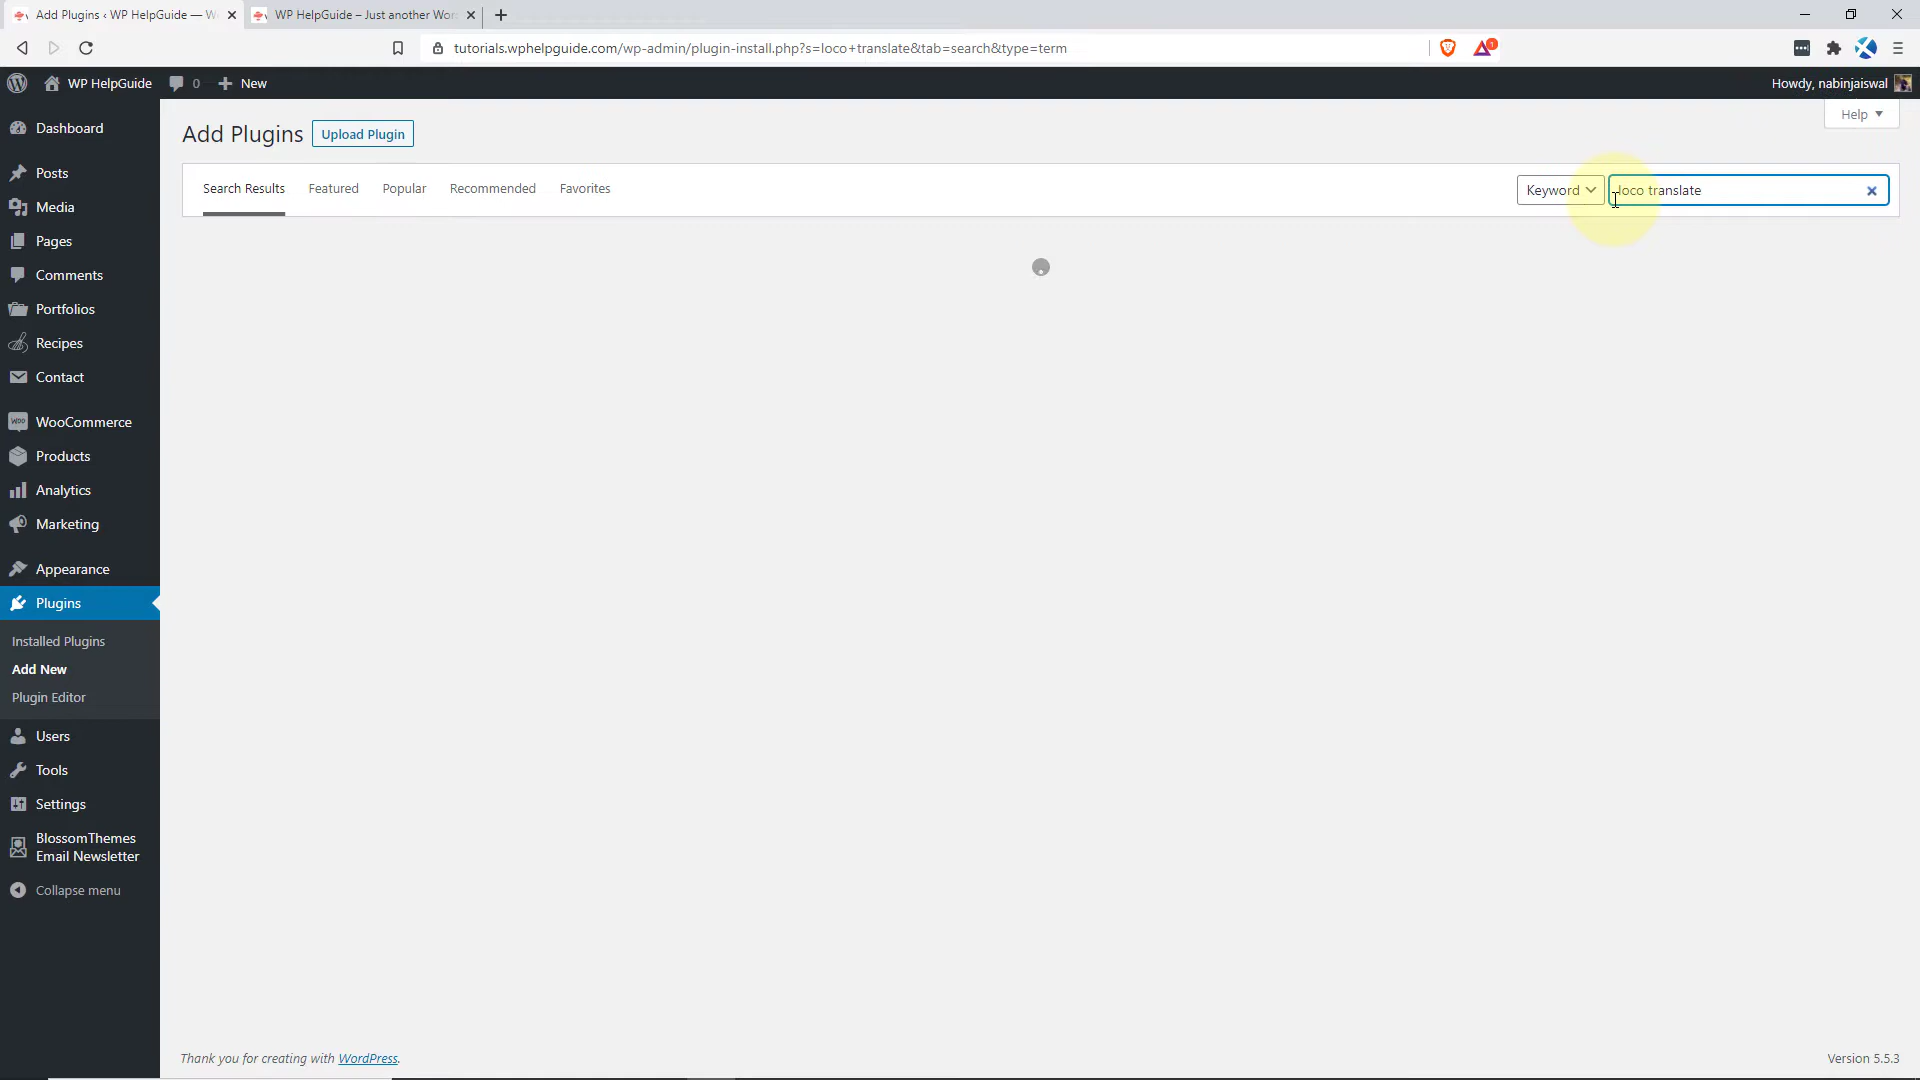 Add Plugins ‹ WP HelpGuide — W
WP HelpGuide – Just another Wor
tutorials.wphelpguide.com/wp-admin/plugin-install.php?s=loco+translate&tab=search&type=term
1
WP HelpGuide
0
New
Howdy, nabinjaiswal
Dashboard
Posts
Media
Pages
Comments
Portfolios
Recipes
Contact
WooCommerce
Products
Analytics
Marketing
Appearance
Plugins
Installed Plugins
Add New
Plugin Editor
Users
Tools
Settings
BlossomThemes
Email Newsletter
Collapse menu
Help
Add Plugins
Upload Plugin
Search Results
Featured
Popular
Recommended
Favorites
Keyword
loco translate
Thank you for creating with WordPress.
Version 5.5.3